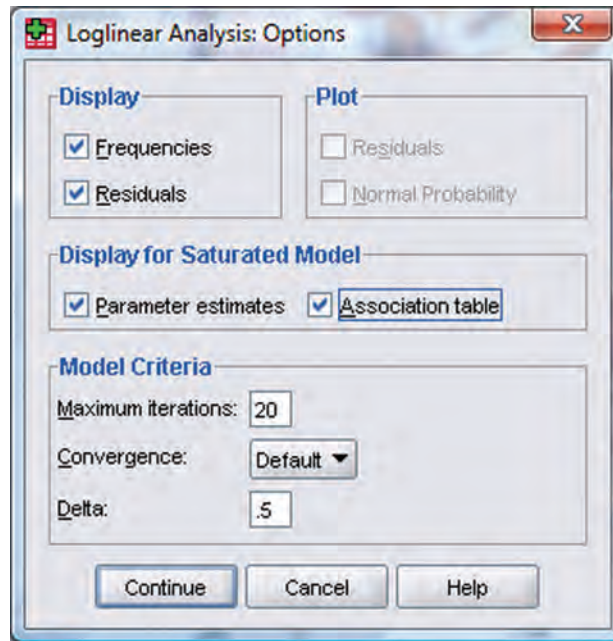 Loglinear Analysis: Options
Display
Frequencies
Residuals
Plot
Residuals
Normal Probability
Display for Saturated Model
Parameter estimates
Association table
Model Criteria
Maximum iterations: 20
Convergence: Default
Delta: .5
Continue Cancel Help